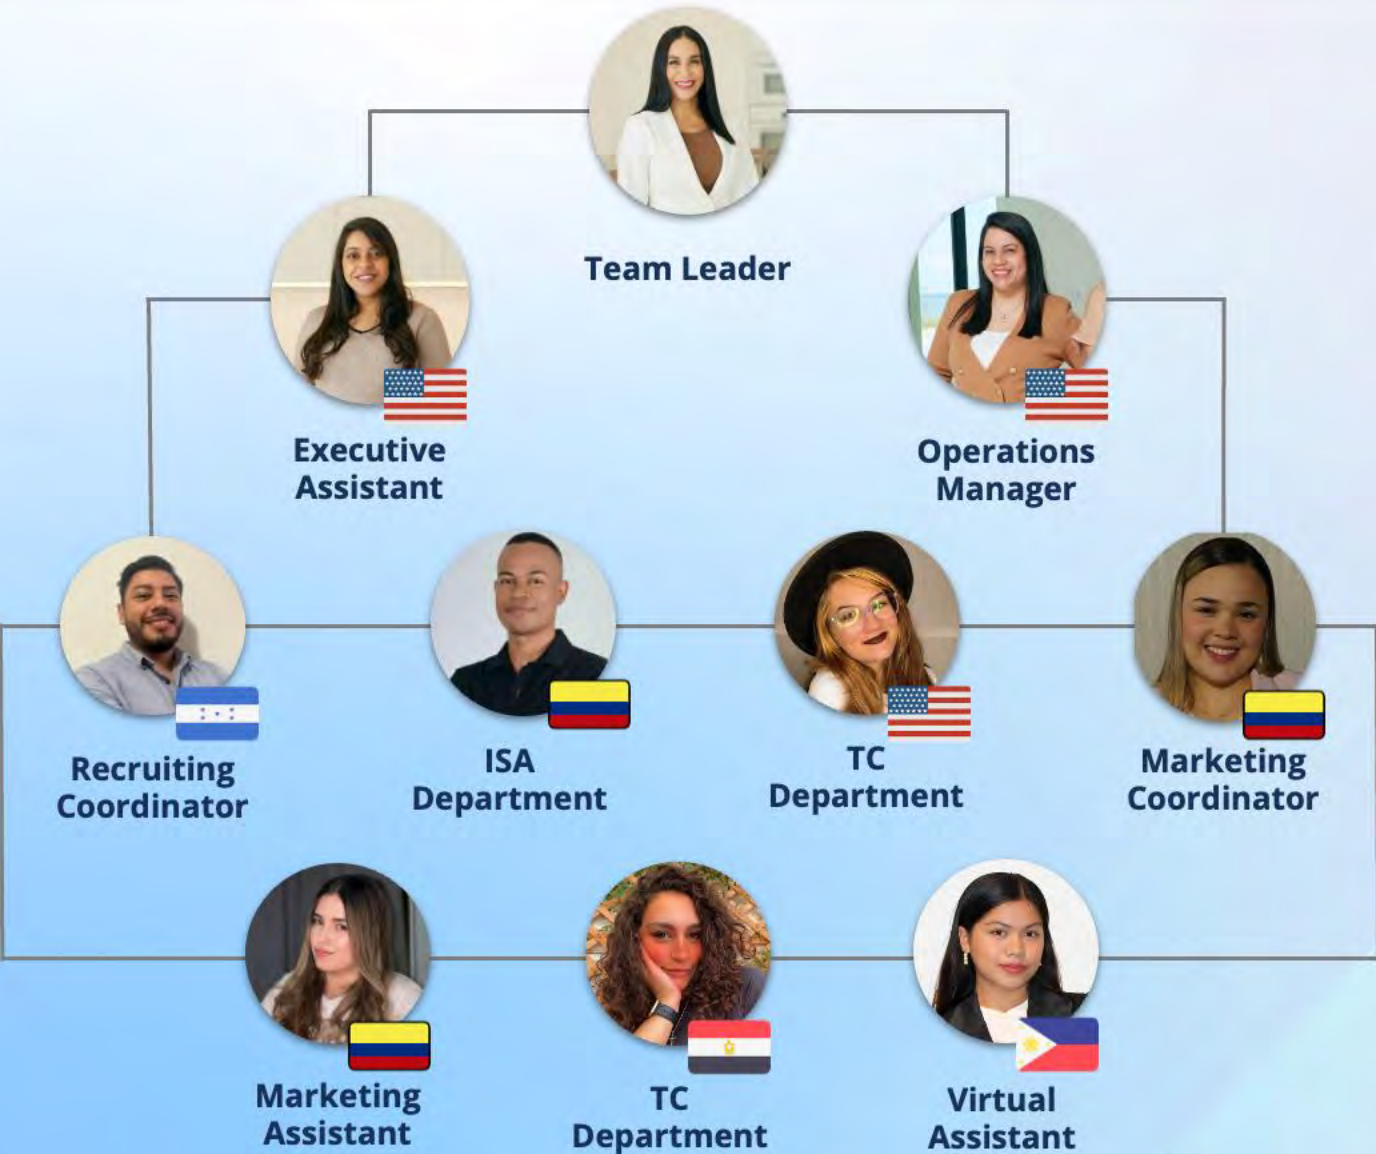 Team Leader
Executive
Assistant
Operations
Manager
Recruiting
Coordinator
ISA
Department
TC
Department
Marketing
Coordinator
Marketing
Assistant
TC
Department
Virtual
Assistant